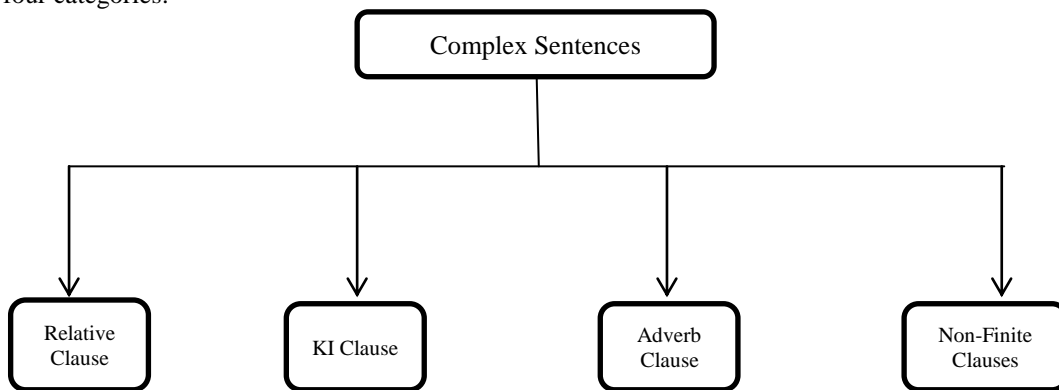 four categories.
Complex Sentences
Relative
Clause
KI Clause
Adverb
Clause
Non-Finite
Clauses